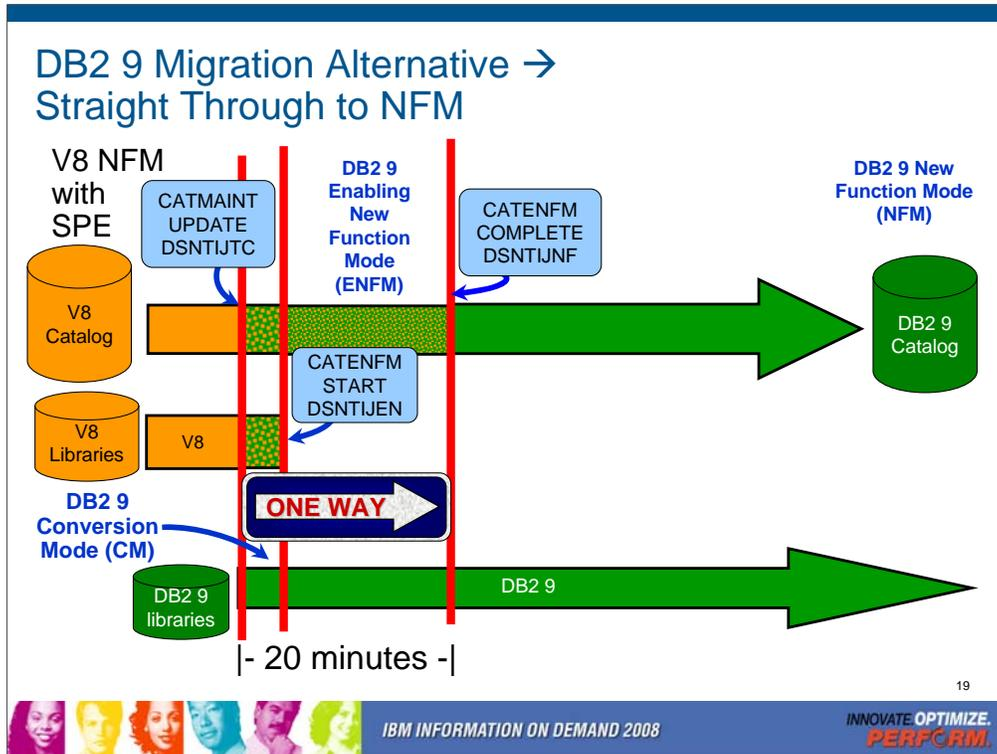 DB2 9 Migration Alternative →
Straight Through to NFM
V8 NFM
with
SPE
CATMAINT
UPDATE
DSNTIJTC
DB2 9
Enabling
New
Function
Mode
(ENFM)
CATENFM
COMPLETE
DSNTIJNF
DB2 9 New
Function Mode
(NFM)
V8
Catalog
DB2 9
Catalog
CATENFM
START
DSNTIJEN
V8
Libraries
V8
ONE WAY
DB2 9
Conversion
Mode (CM)
DB2 9
libraries
DB2 9
|- 20 minutes -|
19
IBM INFORMATION ON DEMAND 2008
INNOVATE.OPTIMIZE.
PERFORM.